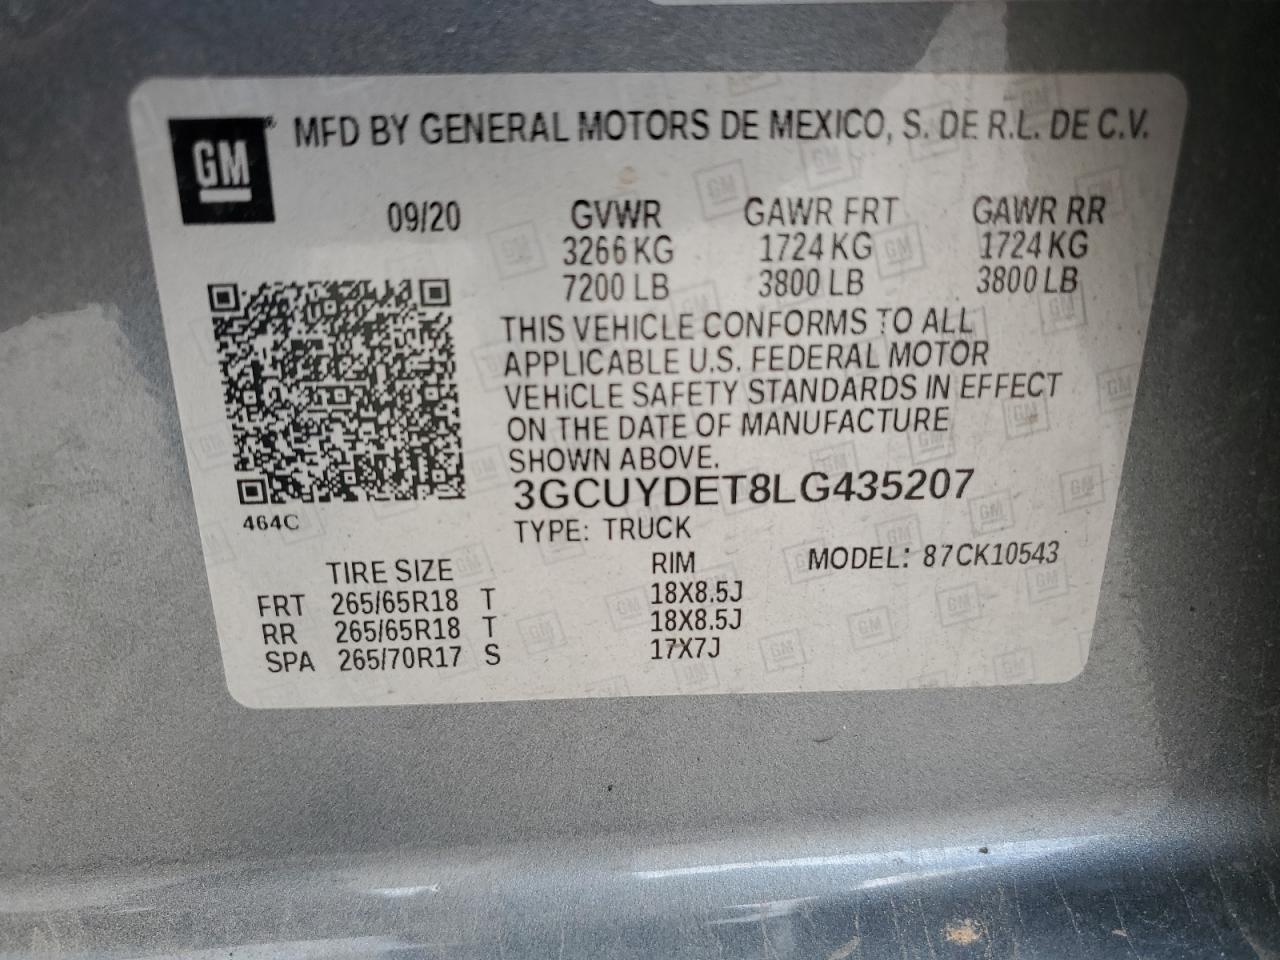 GM® MFD BY GENERAL MOTORS DE MEXICO, S. DE R.L. DE C.V.
09/20 GVWR GAWR FRT GAWR RR
3266 KG 1724 KG 1724 KG
7200 LB 3800 LB 3800 LB
THIS VEHICLE CONFORMS TO ALL
APPLICABLE U.S. FEDERAL MOTOR
VEHICLE SAFETY STANDARDS IN EFFECT
ON THE DATE OF MANUFACTURE
SHOWN ABOVE.
3GCUYDET8LG435207
464C
TYPE: TRUCK
TIRE SIZE RIM MODEL: 87CK10543
FRT 265/65R18 T 18X8.5J
RR 265/65R18 T 18X8.5J
SPA 265/70R17 S 17X7J